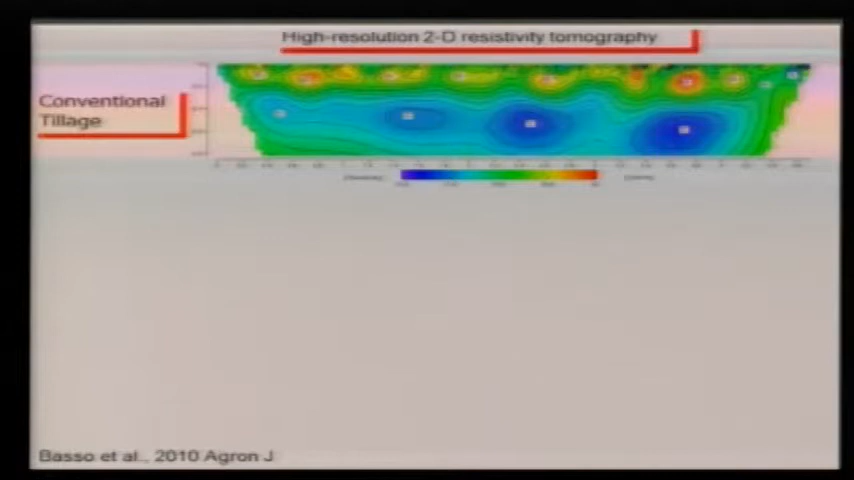 High-resolution 2-D resistivity tomography
Conventional
Tillage
Basso et al., 2010 Agron J